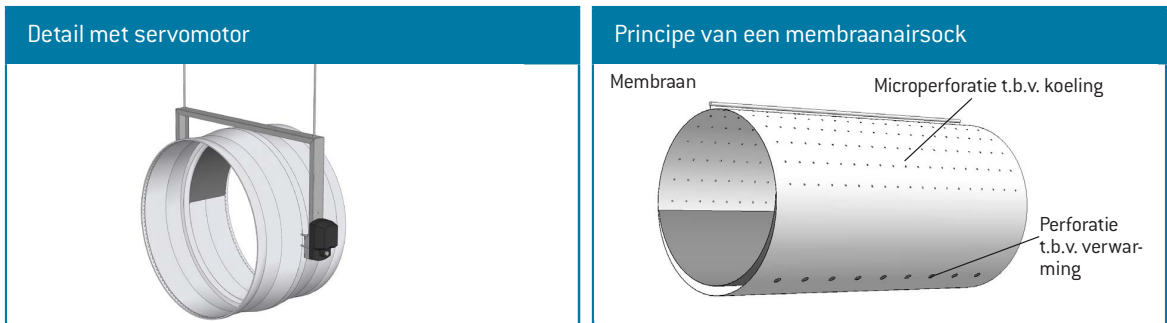 Detail met servomotor
Principe van een membraanairsock
Membraan
Microperforatie t.b.v. koeling
Perforatie
t.b.v. verwar-
ming